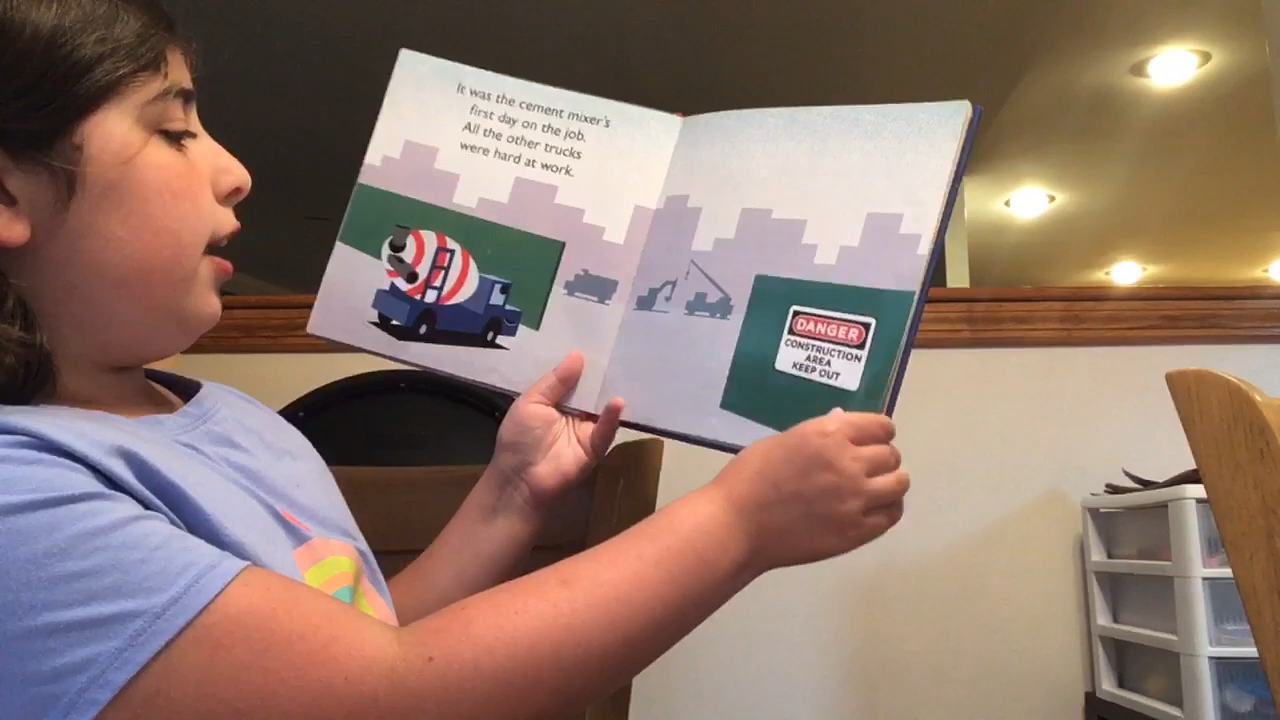 It was the cement mixer's
first day on the job.
All the other trucks
were hard at work.
DANGER
CONSTRUCTION
AREA
KEEP OUT